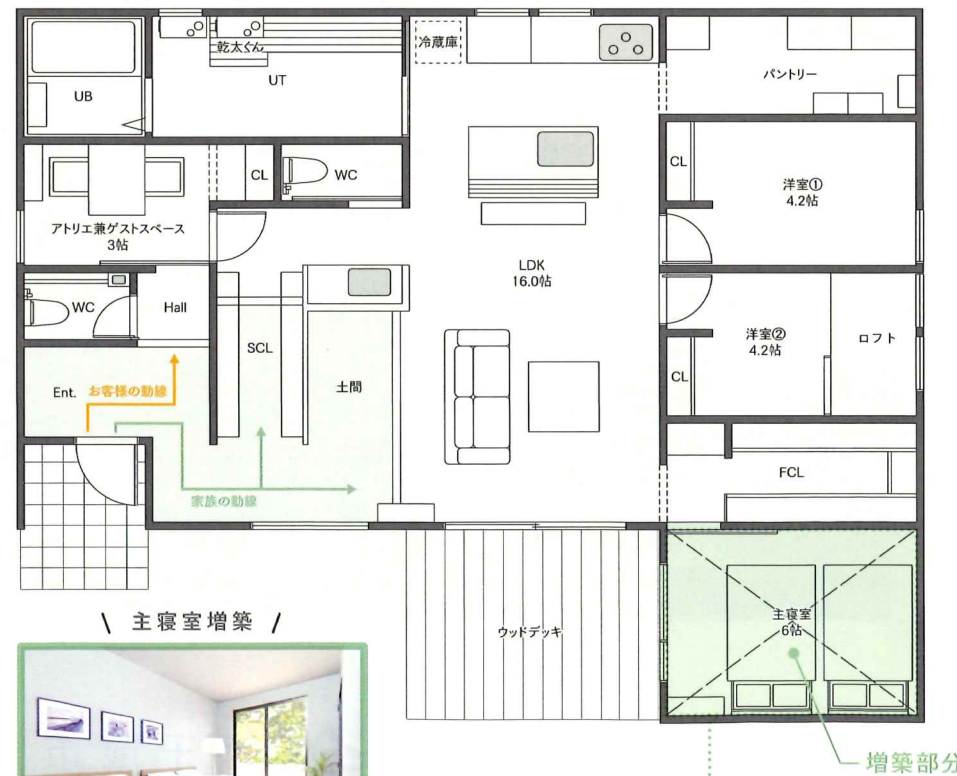 冷蔵庫
乾太くん
UT
UB
パントリー
CL
WC
CL
洋室①
4.2帖
アトリエ兼ゲストスペース
3帖
LDK
16.0帖
WC
Hall
洋室②
4.2帖
ロフト
SCL
CL
Ent.
お客様の動線
土間
家族の動線
FCL
主寝室増築
ウッドデッキ
主寝室
6帖
増築部分